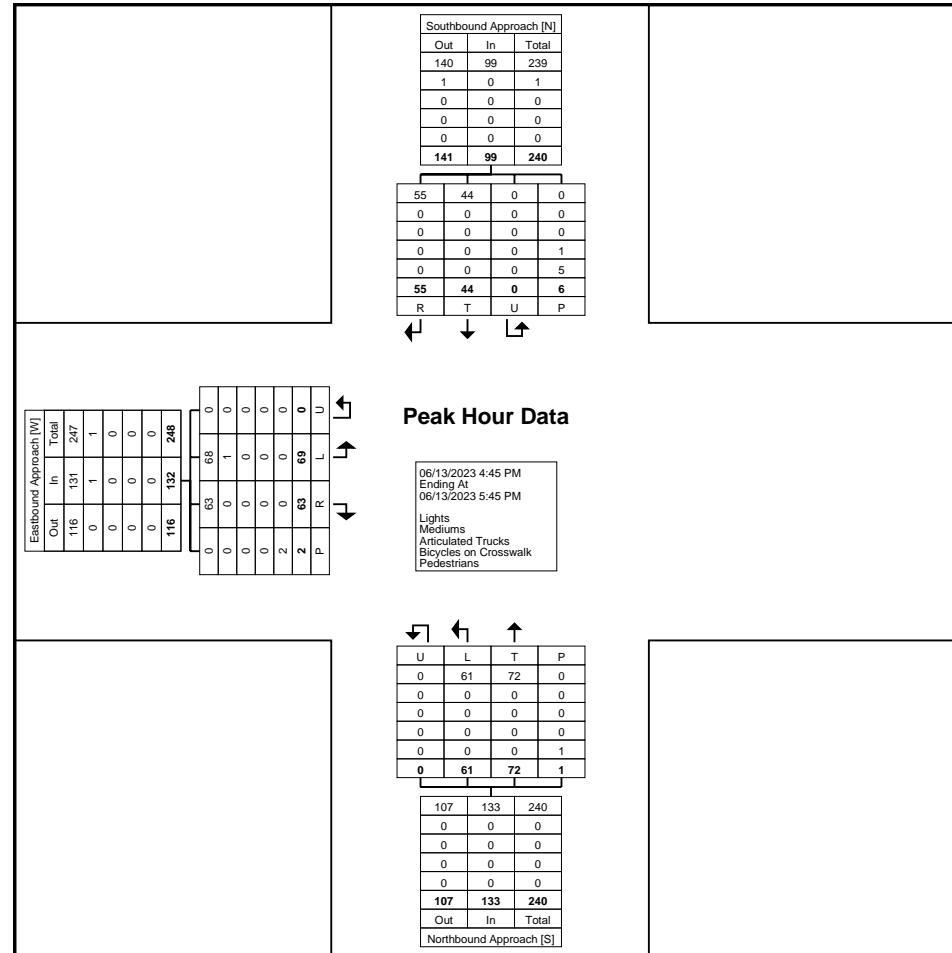 Southbound Approach [N]
Out In Total
140 99 239
1 0 1
0 0 0
0 0 0
0 0 0
141 99 240
55 44 0 0
0 0 0 0
0 0 0 0
0 0 0 1
0 0 0 5
55 44 0 6
R T U P
Eastbound Approach [W]
Out In Total
116 131 247
0 1 1
0 0 0
0 0 0
0 0 0
116 132 248
0 63 68 0
0 0 1 0
0 0 0 0
0 0 0 0
2 0 0 0
2 63 69 0
P R L U
Peak Hour Data
06/13/2023 4:45 PM
Ending At
06/13/2023 5:45 PM
Lights
Mediums
Articulated Trucks
Bicycles on Crosswalk
Pedestrians
U L T P
0 61 72 0
0 0 0 0
0 0 0 0
0 0 0 0
0 0 0 1
0 61 72 1
107 133 240
0 0 0
0 0 0
0 0 0
0 0 0
107 133 240
Out In Total
Northbound Approach [S]